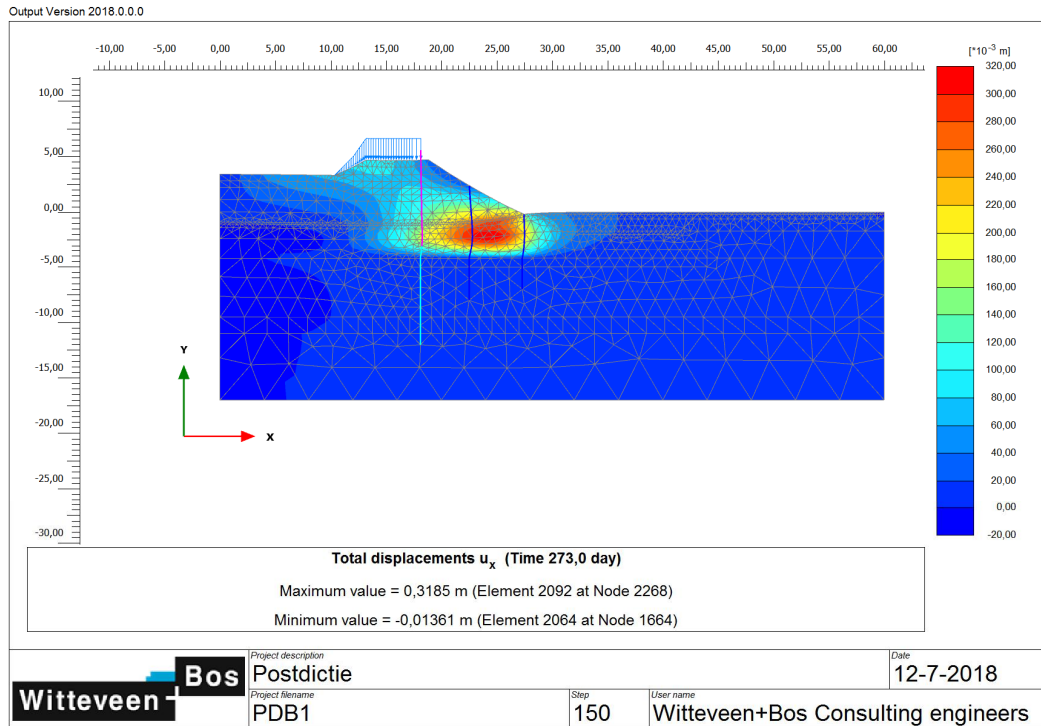 Output Version 2018.0.0.0
-10,00 -5,00 0,00 5,00 10,00 15,00 20,00 25,00 30,00 35,00 40,00 45,00 50,00 55,00 60,00
[*10-3 m]
10,00
5,00
0,00
-5,00
-10,00
-15,00
-20,00
-25,00
-30,00
Y
X
320,00
300,00
280,00
260,00
240,00
220,00
200,00
180,00
160,00
140,00
120,00
100,00
80,00
60,00
40,00
20,00
0,00
-20,00
Total displacements ux (Time 273,0 day)
Maximum value = 0,3185 m (Element 2092 at Node 2268)
Minimum value = -0,01361 m (Element 2064 at Node 1664)
Witteveen+Bos
Project description
Postdictie
Date
12-7-2018
Project filename
PDB1
Step
150
User name
Witteveen+Bos Consulting engineers